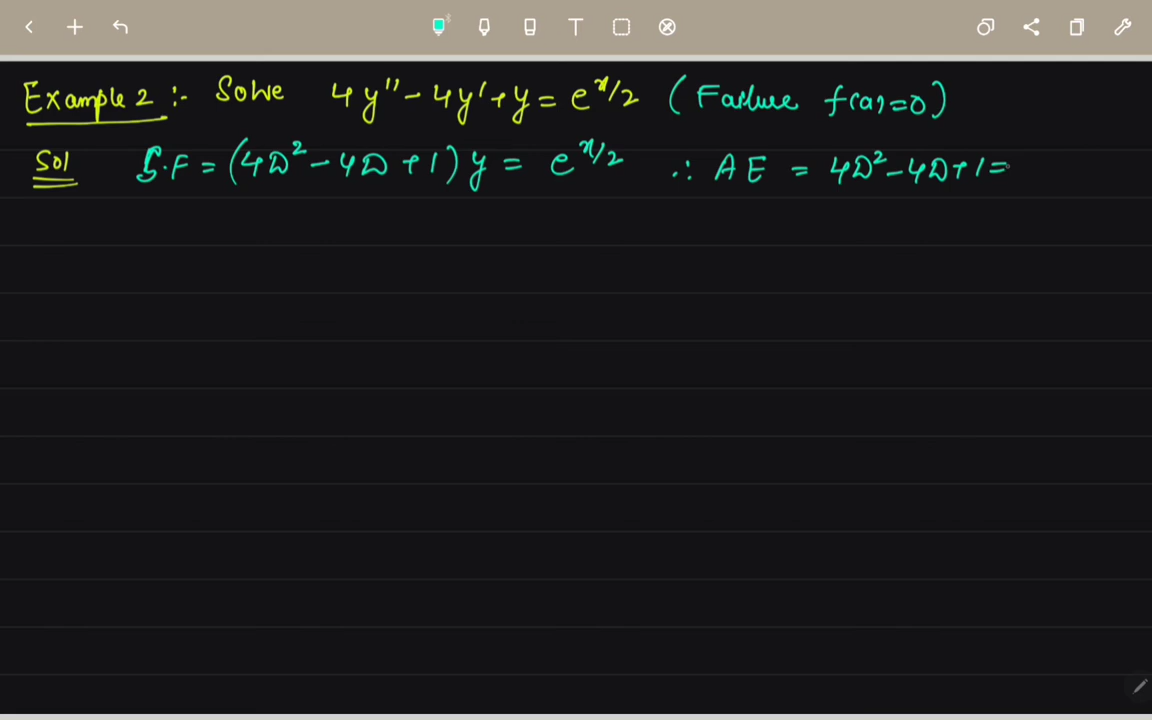 Example 2 :- Solve 4y'' - 4y' + y = e^x/2 (Failure f(a)=0)
Sol S.F = (4D² - 4D + 1) y = e^x/2 ∴ AE = 4D² - 4D + 1 =